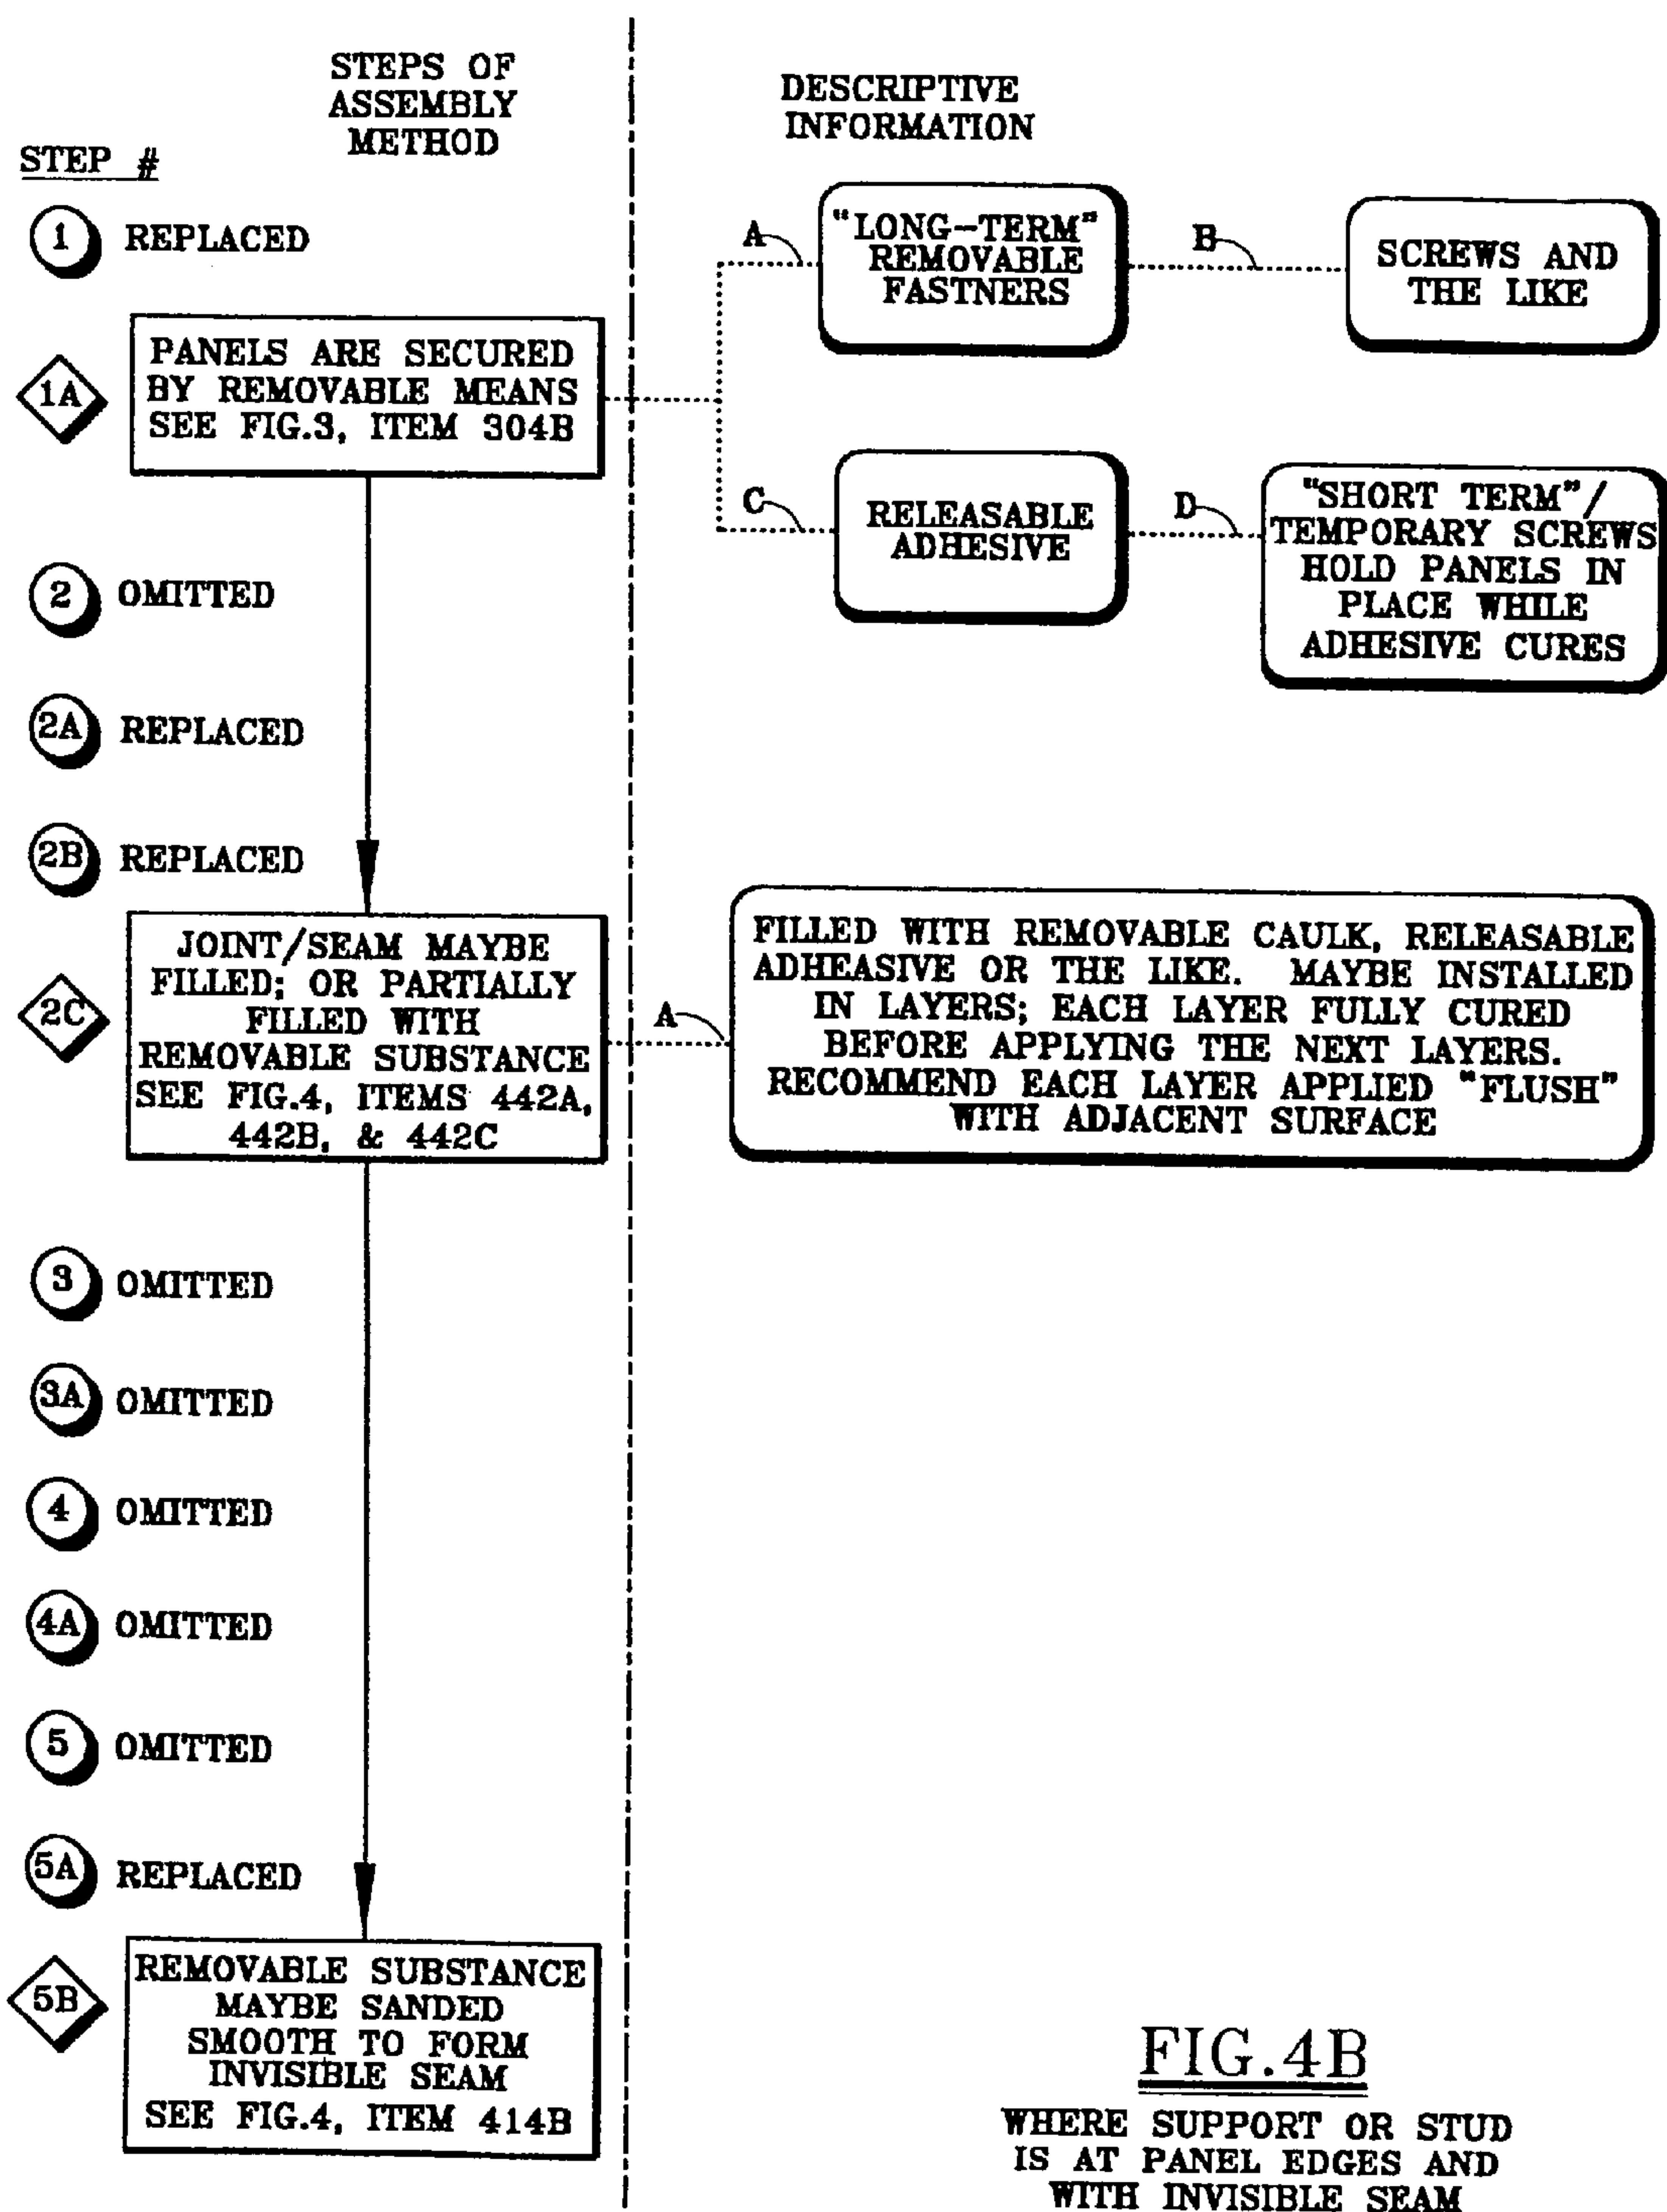 STEPS OF
ASSEMBLY
METHOD
DESCRIPTIVE
INFORMATION
STEP #
1 REPLACED
1A
PANELS ARE SECURED
BY REMOVABLE MEANS
SEE FIG.3, ITEM 304B
A
"LONG-TERM"
REMOVABLE
FASTNERS
B
SCREWS AND
THE LIKE
C
RELEASABLE
ADHESIVE
D
"SHORT TERM"/
TEMPORARY SCREWS
HOLD PANELS IN
PLACE WHILE
ADHESIVE CURES
2 OMITTED
2A REPLACED
2B REPLACED
2C
JOINT/SEAM MAYBE
FILLED; OR PARTIALLY
FILLED WITH
REMOVABLE SUBSTANCE
SEE FIG.4, ITEMS 442A,
442B, & 442C
A
FILLED WITH REMOVABLE CAULK, RELEASABLE
ADHEASIVE OR THE LIKE. MAYBE INSTALLED
IN LAYERS; EACH LAYER FULLY CURED
BEFORE APPLYING THE NEXT LAYERS.
RECOMMEND EACH LAYER APPLIED "FLUSH"
WITH ADJACENT SURFACE
3 OMITTED
3A OMITTED
4 OMITTED
4A OMITTED
5 OMITTED
5A REPLACED
5B
REMOVABLE SUBSTANCE
MAYBE SANDED
SMOOTH TO FORM
INVISIBLE SEAM
SEE FIG.4, ITEM 414B
FIG.4B
WHERE SUPPORT OR STUD
IS AT PANEL EDGES AND
WITH INVISIBLE SEAM